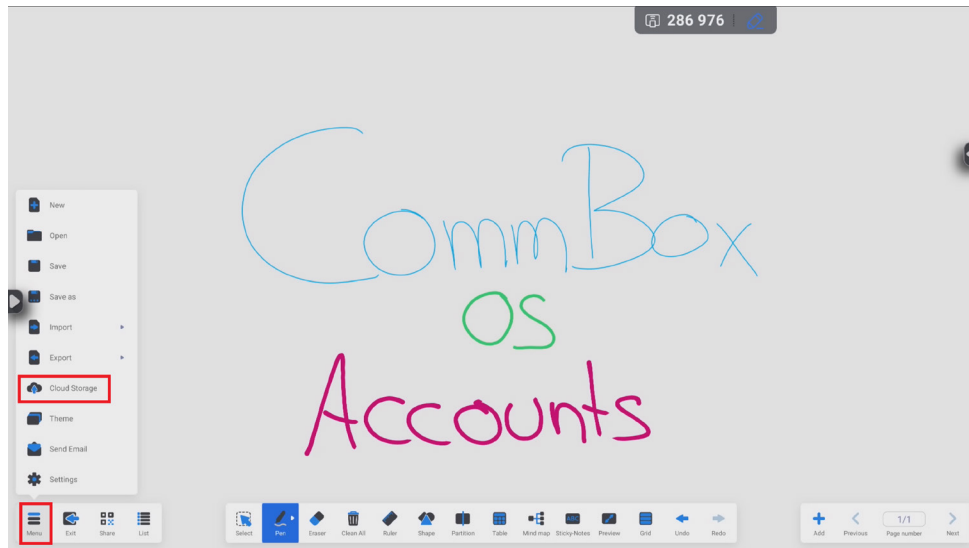 286 976
CommBox
OS
Accounts
New
Open
Save
Save as
Import
Export
Cloud Storage
Theme
Send Email
Settings
Menu Exit Share List Select Pen Eraser Clean All Ruler Shape Partition ABC Table Mind map Sticky-Notes Preview Grid Undo Redo Add Previous 1/1 Page number Next